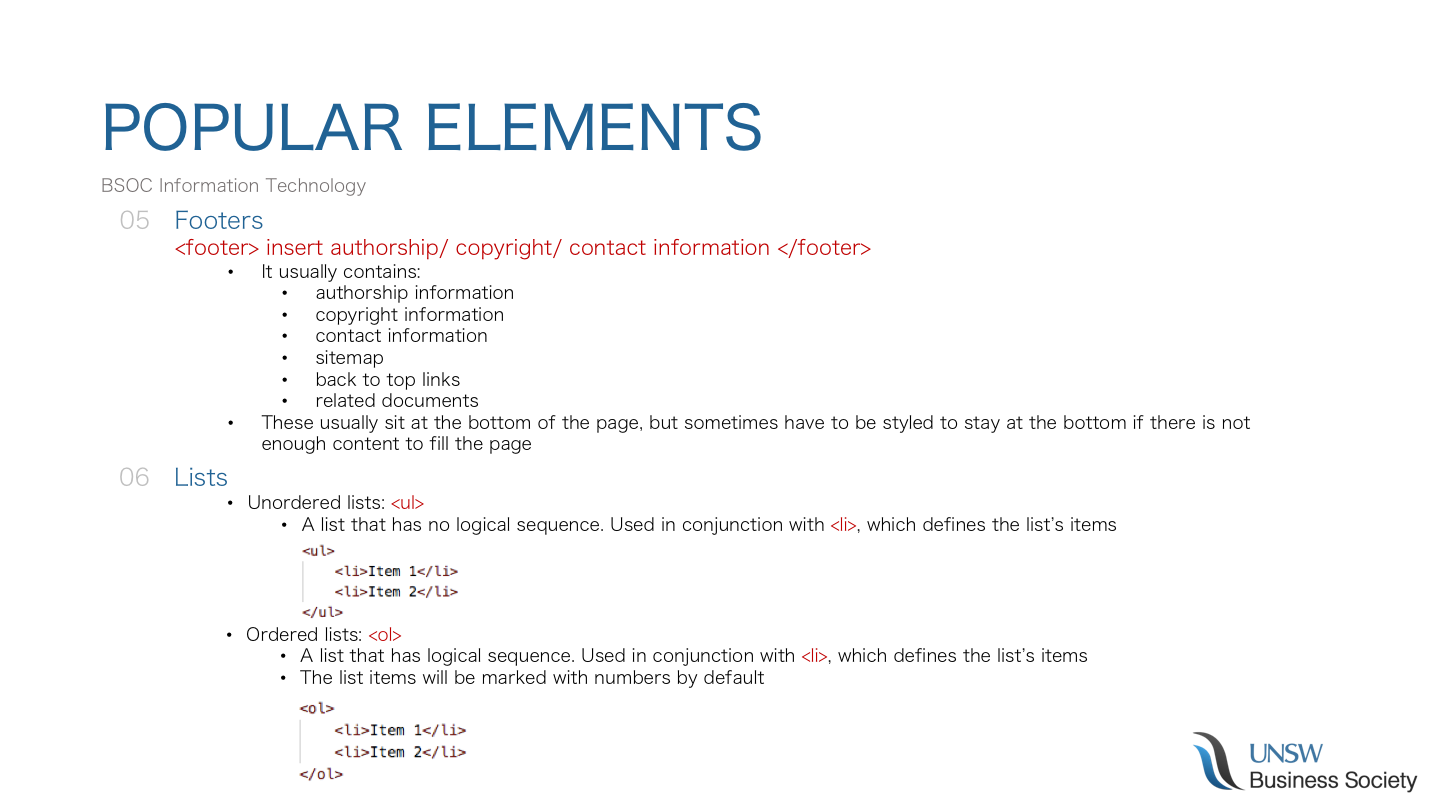 POPULAR ELEMENTS
BSOC Information Technology
05 Footers
<footer> insert authorship/ copyright/ contact information </footer>
• It usually contains:
• authorship information
• copyright information
• contact information
• sitemap
• back to top links
• related documents
• These usually sit at the bottom of the page, but sometimes have to be styled to stay at the bottom if there is not
enough content to fill the page
06 Lists
• Unordered lists: <ul>
• A list that has no logical sequence. Used in conjunction with <li>, which defines the list’s items
<ul>
<li>Item 1</li>
<li>Item 2</li>
</ul>
• Ordered lists: <ol>
• A list that has logical sequence. Used in conjunction with <li>, which defines the list’s items
• The list items will be marked with numbers by default
<ol>
<li>Item 1</li>
<li>Item 2</li>
</ol>
UNSW
Business Society